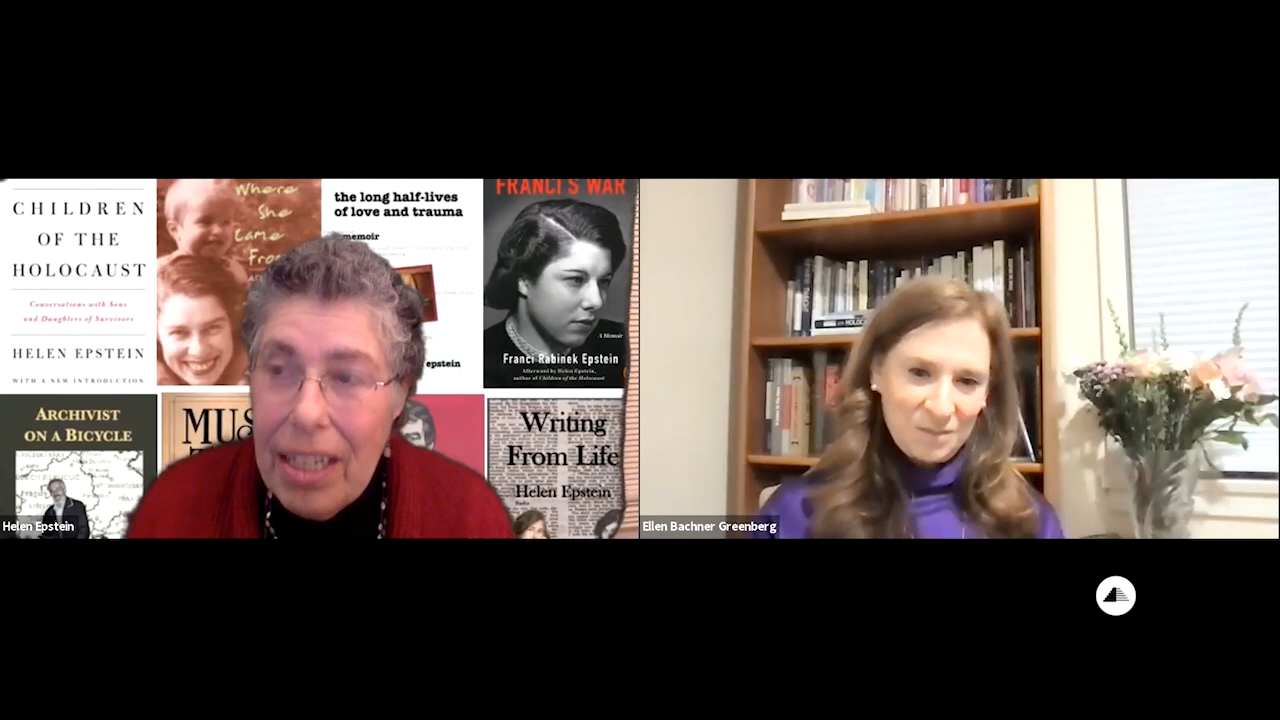 CHILDREN
OF THE
HOLOCAUST
Conversations with Sons
and Daughters of Survivors
HELEN EPSTEIN
WITH A NEW INTRODUCTION
Where
She
Came
From
the long half-lives
of love and trauma
memoir
epstein
FRANCI'S WAR
A Memoir
Franci Rabinek Epstein
Afterword by Helen Epstein,
author of Children of the Holocaust
ARCHIVIST
ON A BICYCLE
MUS
Writing
From Life
Helen Epstein
Helen Epstein
Ellen Bachner Greenberg